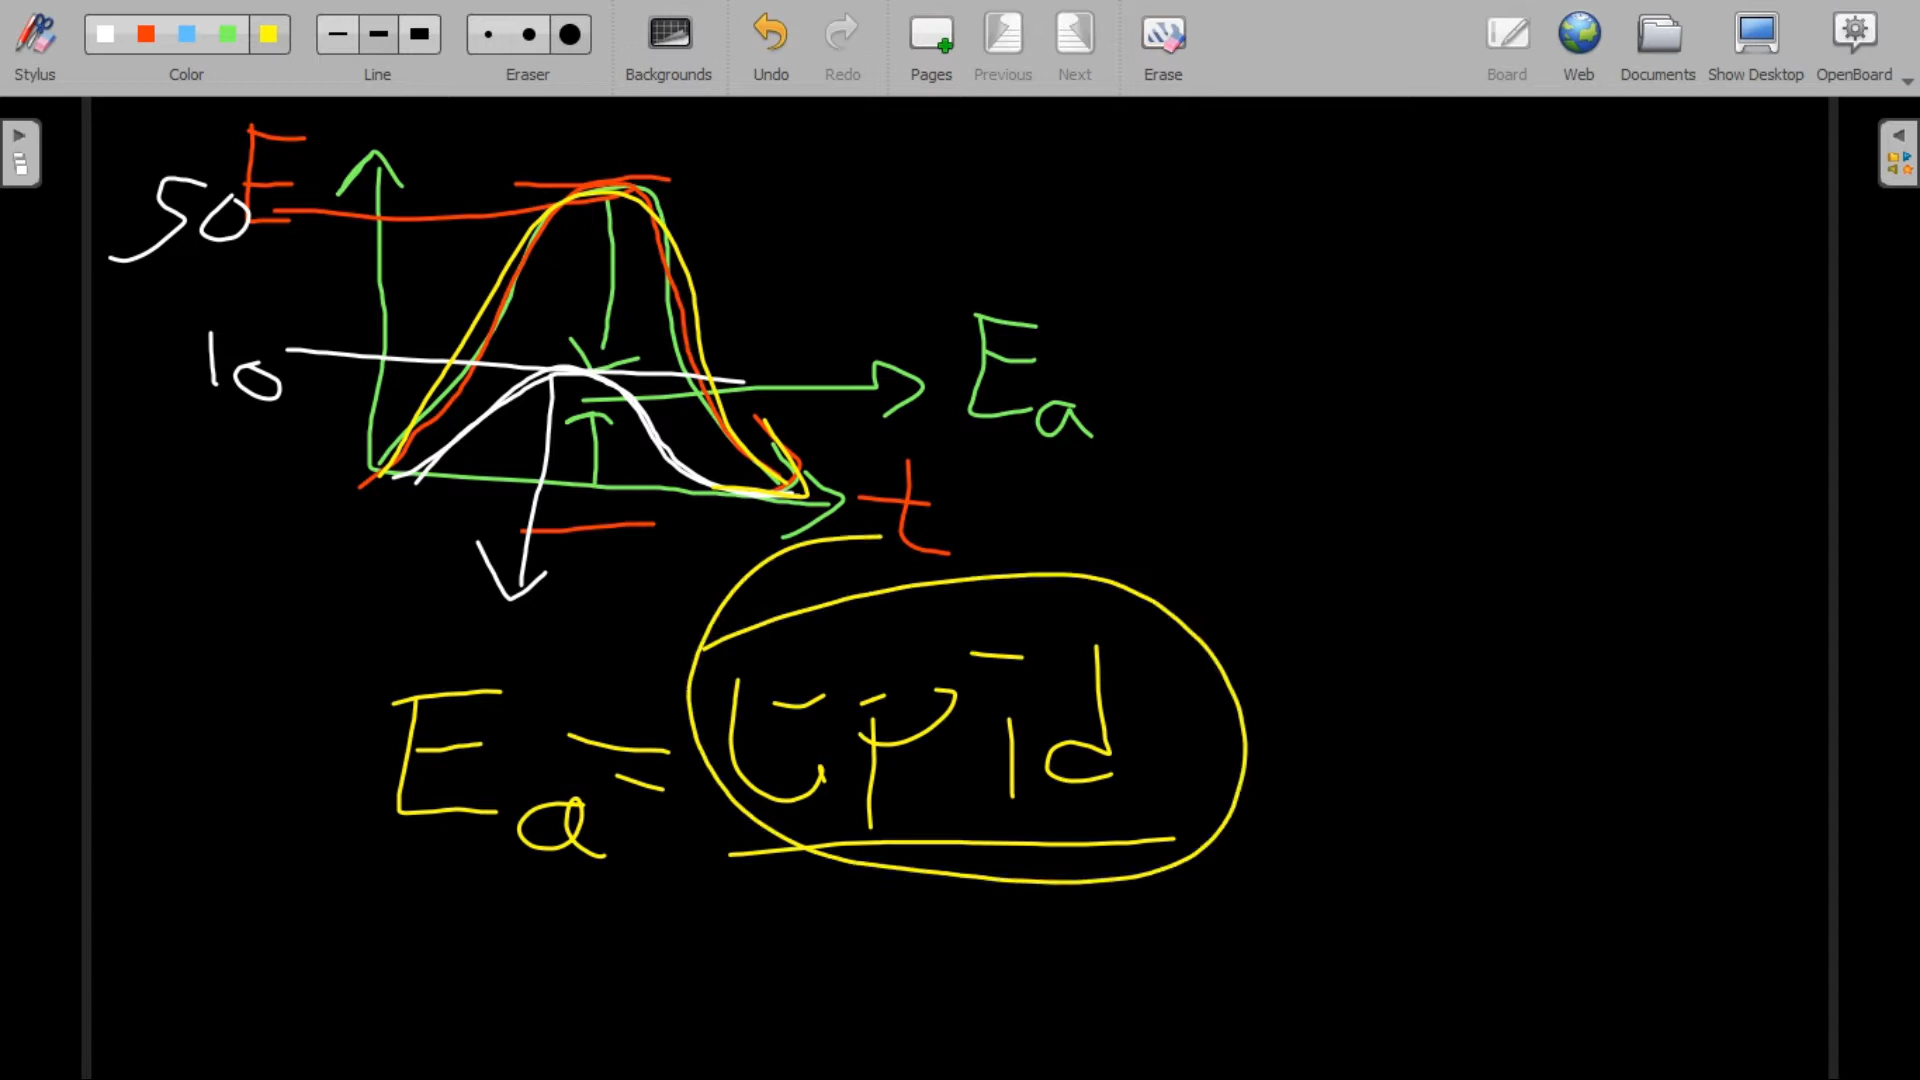 Stylus Color Line Eraser Backgrounds Undo Redo Pages Previous Next Erase Board Web Documents Show Desktop OpenBoard
E
50
10
Ea
t
Ea =